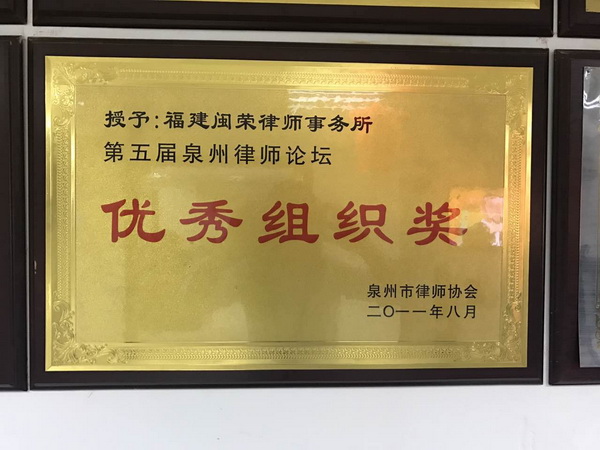 授予：福建闽荣律师事务所
第五届泉州律师论坛
优秀组织奖
泉州市律师协会
二〇一一年八月